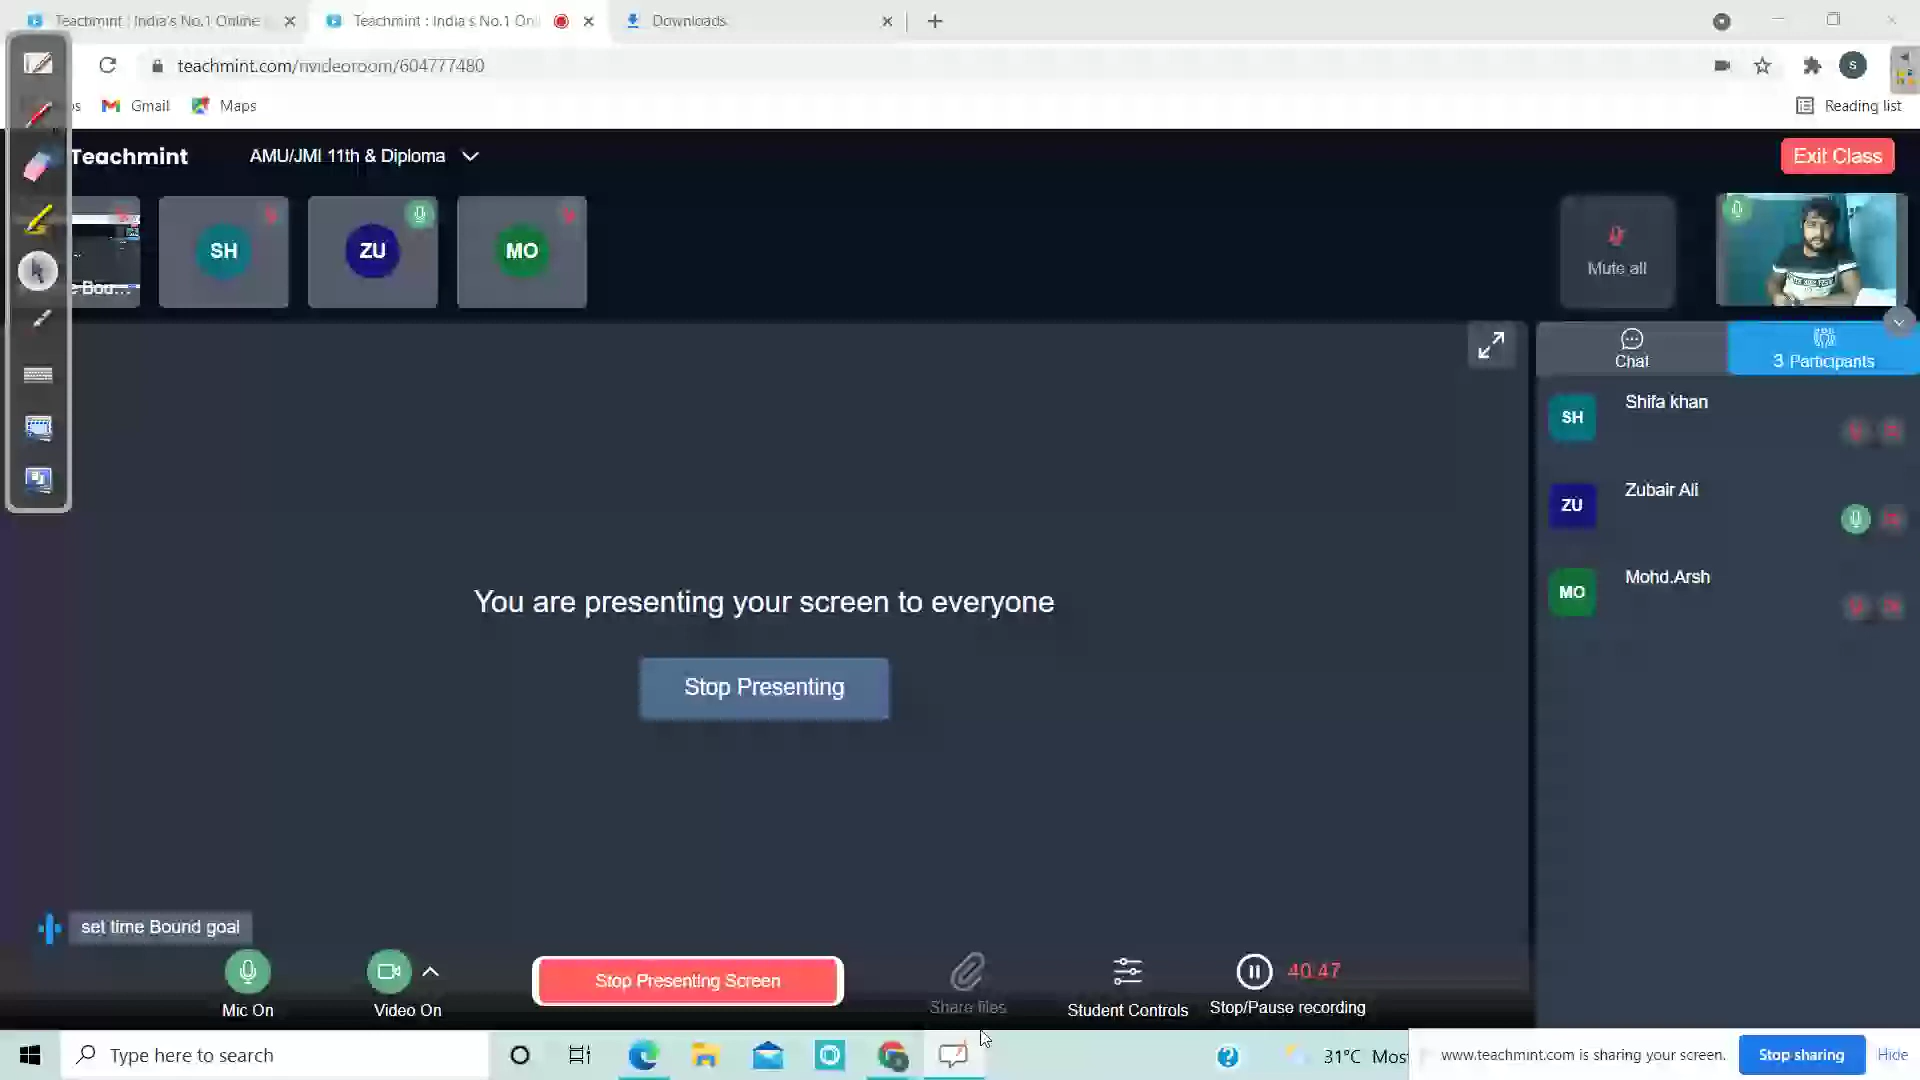 Teachmint : India's No.1 Online
Teachmint : India's No.1 Onl
Downloads
teachmint.com/nvideoroom/604777480
S
Gmail
Maps
Reading list
Teachmint
AMU/JMI 11th & Diploma
Exit Class
e Bou...
SH
ZU
MO
Mute all
Chat
3 Participants
SH
Shifa khan
ZU
Zubair Ali
MO
Mohd.Arsh
You are presenting your screen to everyone
Stop Presenting
set time Bound goal
Mic On
Video On
Stop Presenting Screen
Share files
Student Controls
40:47
Stop/Pause recording
Type here to search
31°C Mos
www.teachmint.com is sharing your screen.
Stop sharing
Hide